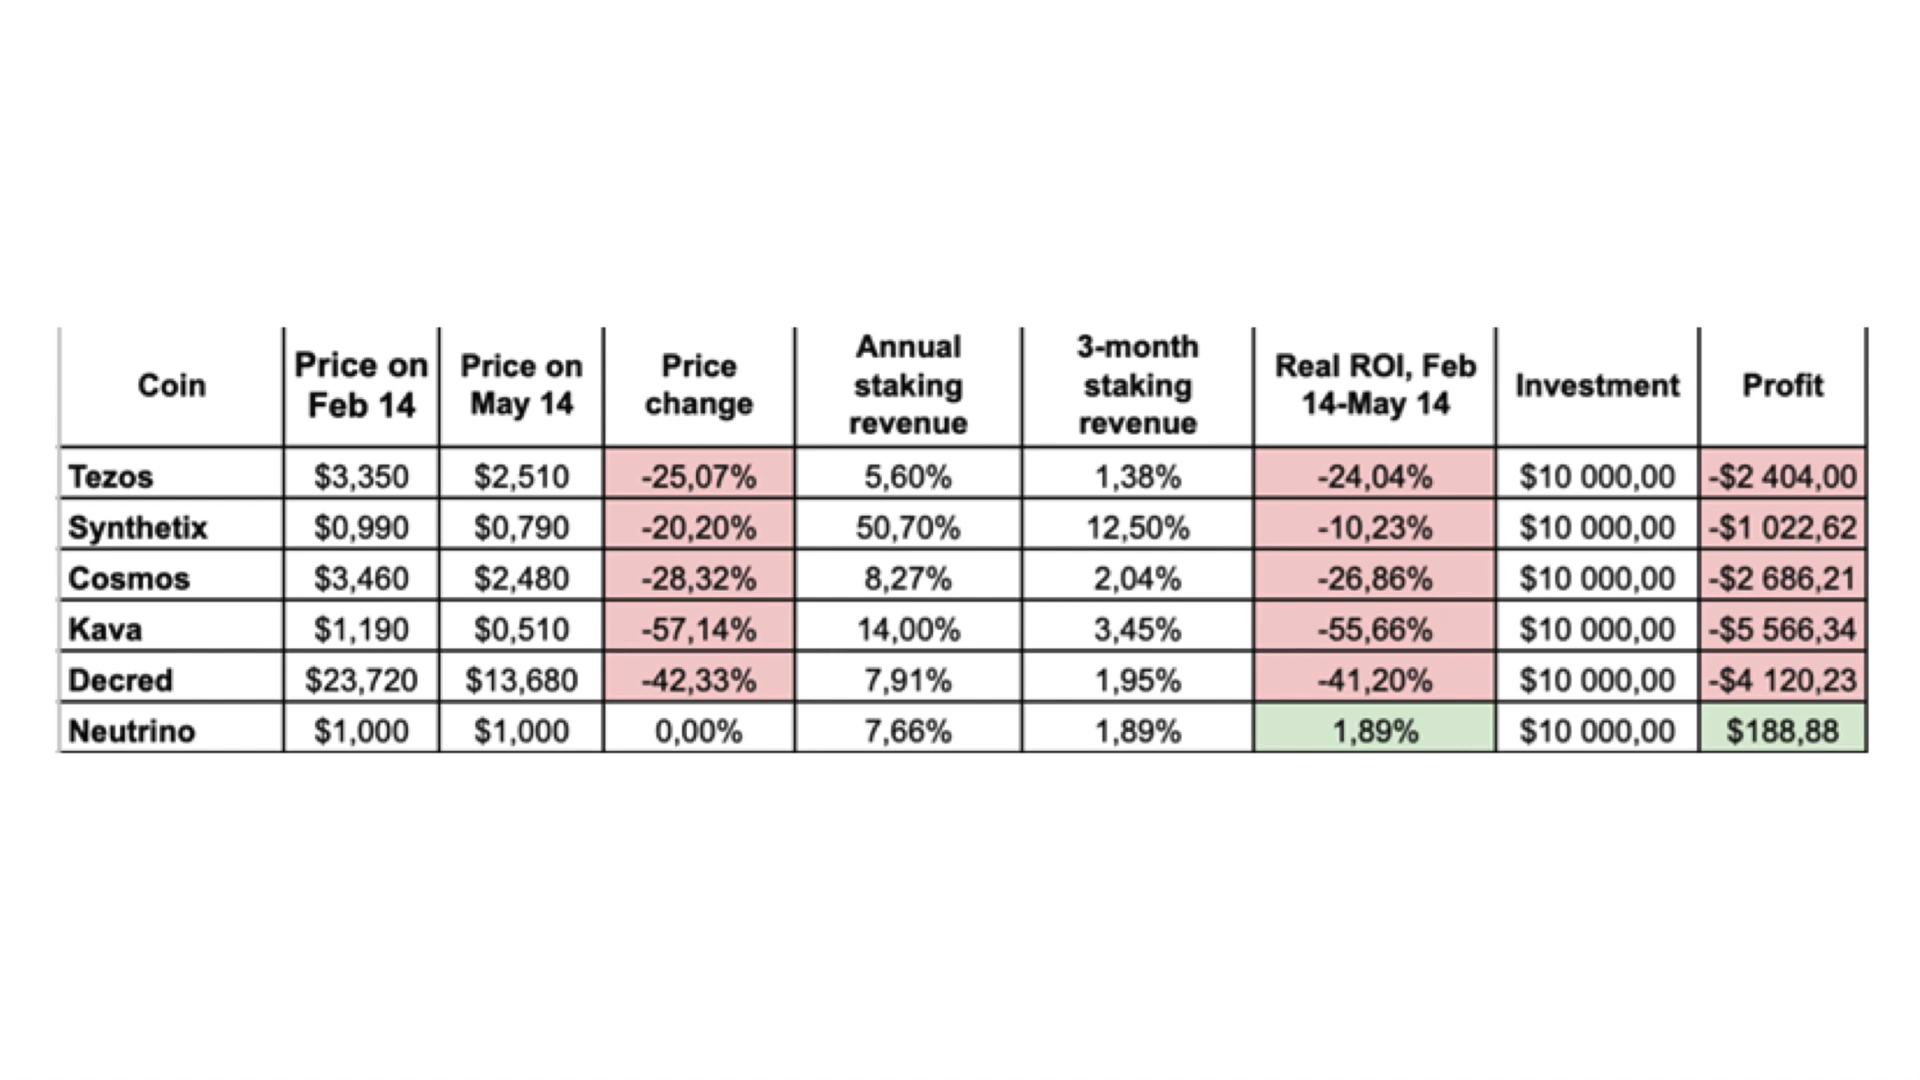 Coin Price on Feb 14 Price on May 14 Price change Annual staking revenue 3-month staking revenue Real ROI, Feb 14-May 14 Investment Profit
Tezos $3,350 $2,510 -25,07% 5,60% 1,38% -24,04% $10 000,00 -$2 404,00
Synthetix $0,990 $0,790 -20,20% 50,70% 12,50% -10,23% $10 000,00 -$1 022,62
Cosmos $3,460 $2,480 -28,32% 8,27% 2,04% -26,86% $10 000,00 -$2 686,21
Kava $1,190 $0,510 -57,14% 14,00% 3,45% -55,66% $10 000,00 -$5 566,34
Decred $23,720 $13,680 -42,33% 7,91% 1,95% -41,20% $10 000,00 -$4 120,23
Neutrino $1,000 $1,000 0,00% 7,66% 1,89% 1,89% $10 000,00 $188,88